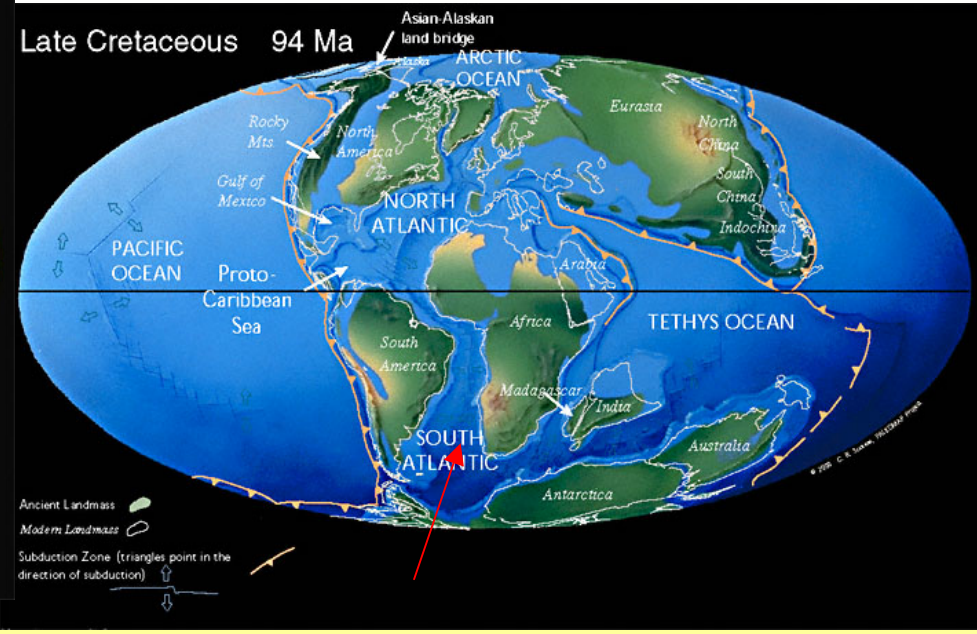 Late Cretaceous 94 Ma
Asian-Alaskan
land bridge
Alaska
ARCTIC
OCEAN
Eurasia
Rocky
Mts
North
America
North
China
Gulf of
Mexico
South
China
NORTH
ATLANTIC
Indochina
PACIFIC
OCEAN
Proto-
Caribbean
Sea
Arabia
Africa
TETHYS OCEAN
South
America
Madagascar
India
SOUTH
ATLANTIC
Australia
Antarctica
Ancient Landmass
Modern Landmass
Subduction Zone (triangles point in the
direction of subduction)